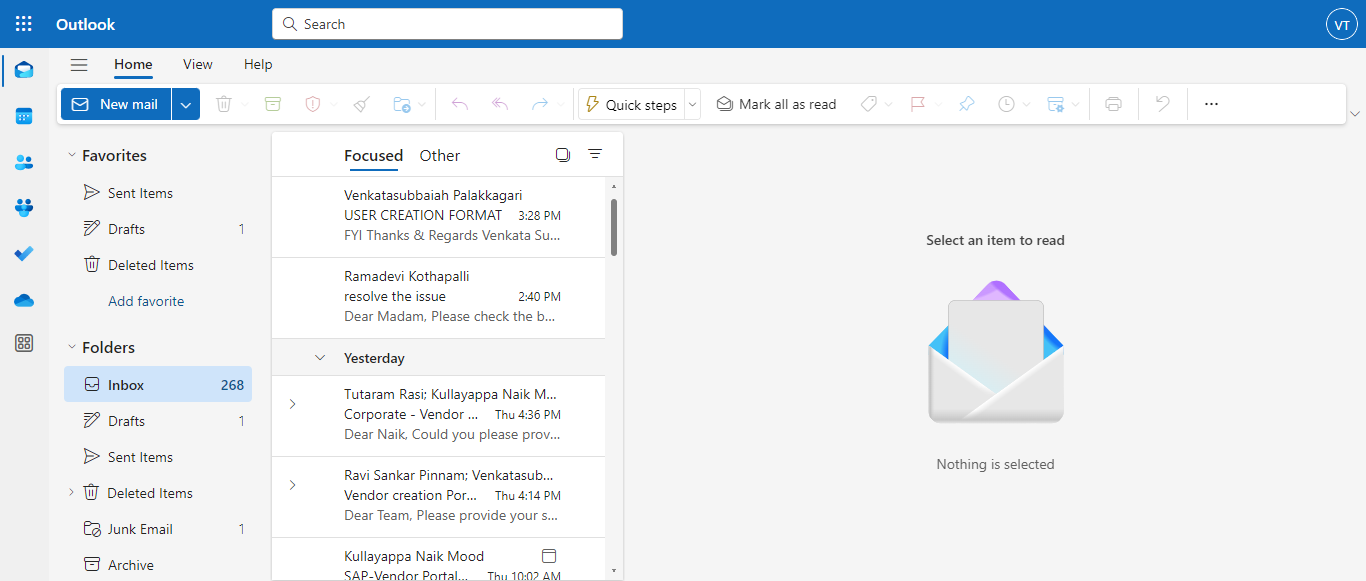 Outlook
Search
VT
Home View Help
New mail Quick steps Mark all as read
Favorites
Sent Items
Drafts 1
Deleted Items
Add favorite
Folders
Inbox 268
Drafts 1
Sent Items
Deleted Items
Junk Email 1
Archive
Focused Other
Venkatasubbaiah Palakkagari
USER CREATION FORMAT 3:28 PM
FYI Thanks & Regards Venkata Su...
Ramadevi Kothapalli
resolve the issue 2:40 PM
Dear Madam, Please check the b...
Yesterday
Tutaram Rasi; Kullayappa Naik M...
Corporate - Vendor ... Thu 4:36 PM
Dear Naik, Could you please prov...
Ravi Sankar Pinnam; Venkatasub...
Vendor creation Por... Thu 4:14 PM
Dear Team, Please provide your s...
Kullayappa Naik Mood
SAP-Vendor Portal... Thu 10:02 AM
Select an item to read
Nothing is selected